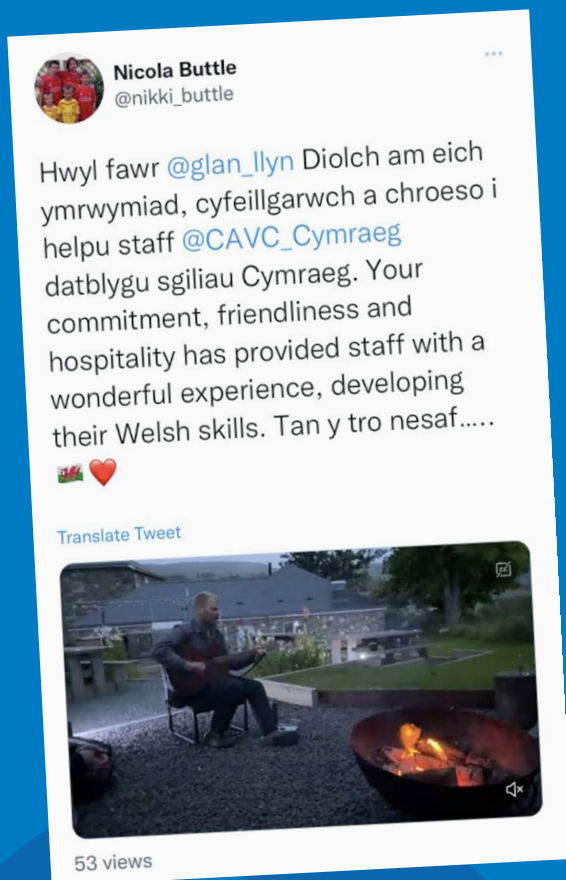 Nicola Buttle
@nikki_buttle
Hwyl fawr @glan_llyn Diolch am eich
ymrwymiad, cyfeillgarwch a chroeso i
helpu staff @CAVC_Cymraeg
datblygu sgiliau Cymraeg. Your
commitment, friendliness and
hospitality has provided staff with a
wonderful experience, developing
their Welsh skills. Tan y tro nesaf.....
🏴󠁧󠁢󠁷󠁬󠁳󠁿❤️
Translate Tweet
53 views